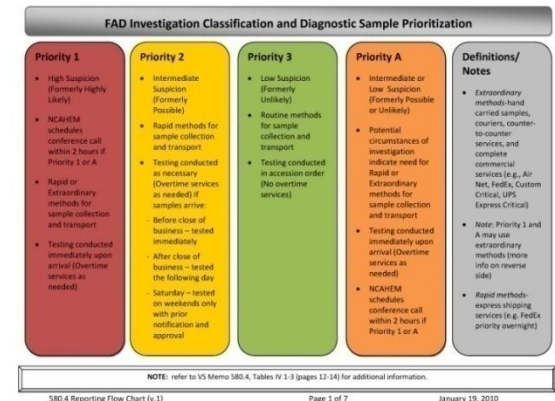 FAD Investigation Classification and Diagnostic Sample Prioritization
Priority 1
• High Suspicion
(Formerly Highly
Likely)
• NCAHEM
schedules
conference call
within 2 hours if
Priority 1 or A
• Rapid or
Extraordinary
methods for
sample collection
and transport
• Testing conducted
immediately upon
arrival (Overtime
services as
needed)
Priority 2
• Intermediate
Suspicion
(Formerly
Possible)
• Rapid methods for
sample collection
and transport
• Testing conducted
as necessary
(Overtime services
as needed) if
samples arrive:
- Before close of
business – tested
immediately
- After close of
business – tested
the following day
- Saturday – tested
on weekends only
with prior
notification and
approval
Priority 3
• Low Suspicion
(Formerly
Unlikely)
• Routine methods
for sample
collection and
transport
• Testing conducted
in accession order
(No overtime
services)
Priority A
• Intermediate or
Low Suspicion
(Formerly Possible
or Unlikely)
• Potential
circumstances of
investigation
indicate need for
Rapid or
Extraordinary
methods for
sample collection
and transport
• Testing conducted
immediately upon
arrival (Overtime
services as
needed)
• NCAHEM
schedules
conference call
within 2 hours if
Priority 1 or A
Definitions/
Notes
• Extraordinary
methods-hand
carried samples,
couriers, counter-
to-counter
services, and
complete
commercial
services (e.g., Air
Net, FedEx, Custom
Critical, UPS
Express Critical)
• Note: Priority 1 and
A may use
extraordinary
methods (more
info on reverse
side)
• Rapid methods-
express shipping
services (e.g. FedEx
priority overnight)
NOTE: refer to VS Memo 580.4, Tables IV 1-3 (pages 12-14) for additional information.
580.4 Reporting Flow Chart (v.1)
Page 1 of 7
January 19, 2010